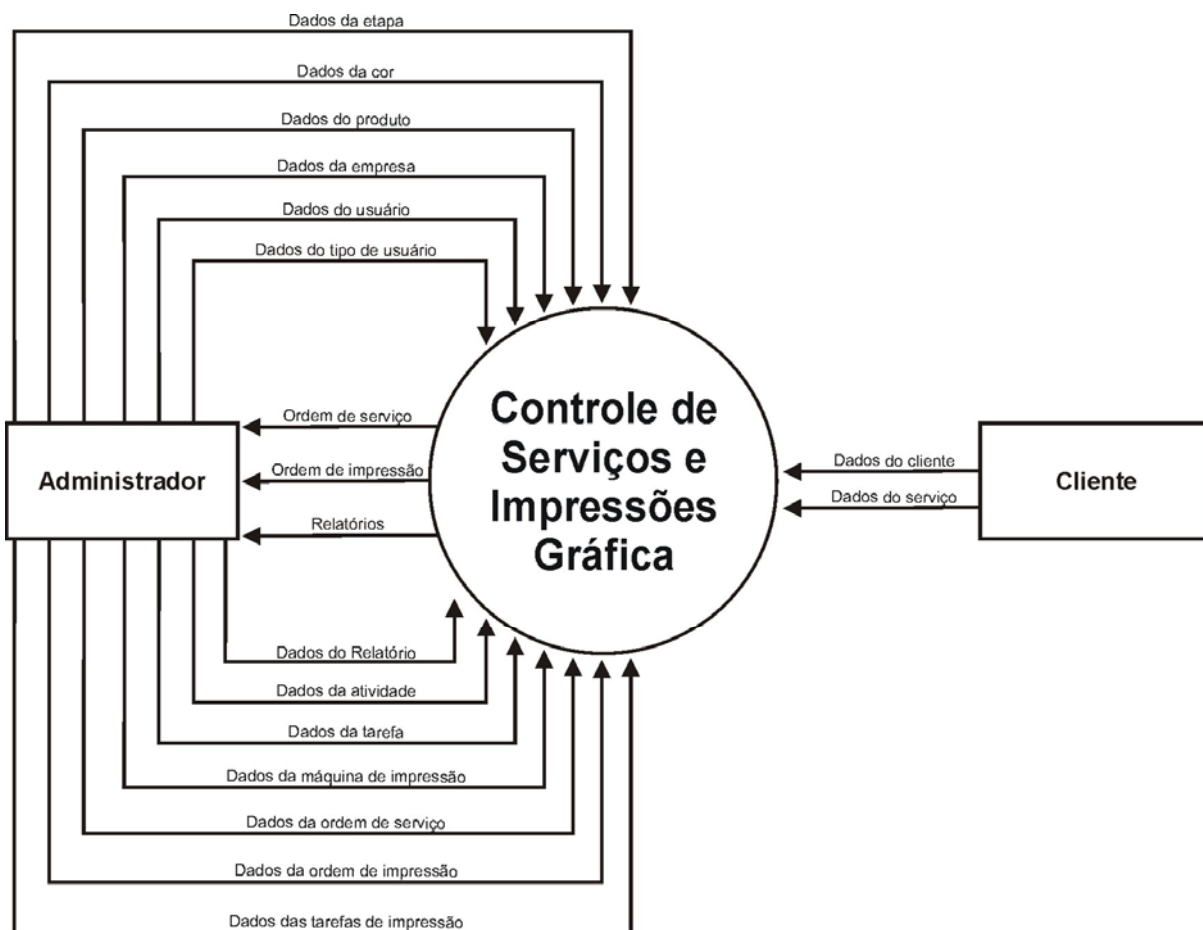 Dados da etapa
Dados da cor
Dados do produto
Dados da empresa
Dados do usuário
Dados do tipo de usuário
Ordem de serviço
Ordem de impressão
Relatórios
Administrador
Controle de
Serviços e
Impressões
Gráfica
Dados do cliente
Dados do serviço
Cliente
Dados do Relatório
Dados da atividade
Dados da tarefa
Dados da máquina de impressão
Dados da ordem de serviço
Dados da ordem de impressão
Dados das tarefas de impressão